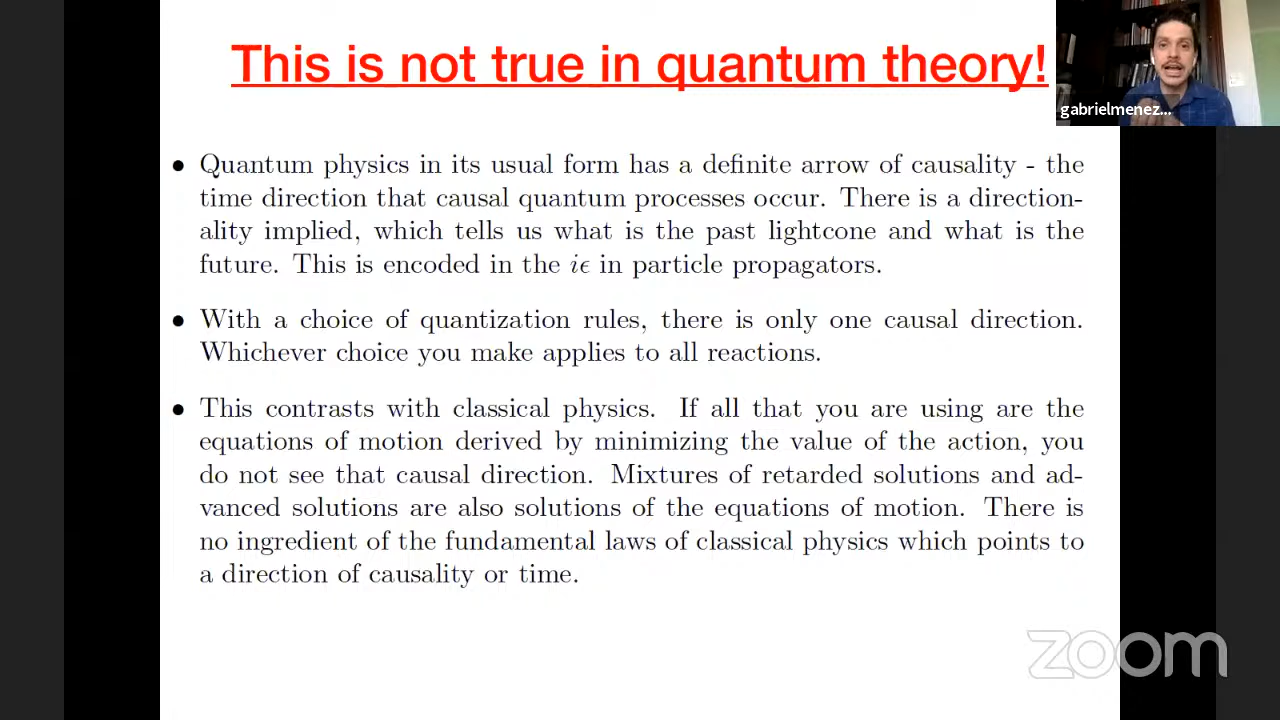 This is not true in quantum theory!
gabrielmenez...
• Quantum physics in its usual form has a definite arrow of causality - the
time direction that causal quantum processes occur. There is a direction-
ality implied, which tells us what is the past lightcone and what is the
future. This is encoded in the iϵ in particle propagators.
• With a choice of quantization rules, there is only one causal direction.
Whichever choice you make applies to all reactions.
• This contrasts with classical physics. If all that you are using are the
equations of motion derived by minimizing the value of the action, you
do not see that causal direction. Mixtures of retarded solutions and ad-
vanced solutions are also solutions of the equations of motion. There is
no ingredient of the fundamental laws of classical physics which points to
a direction of causality or time.
zoom